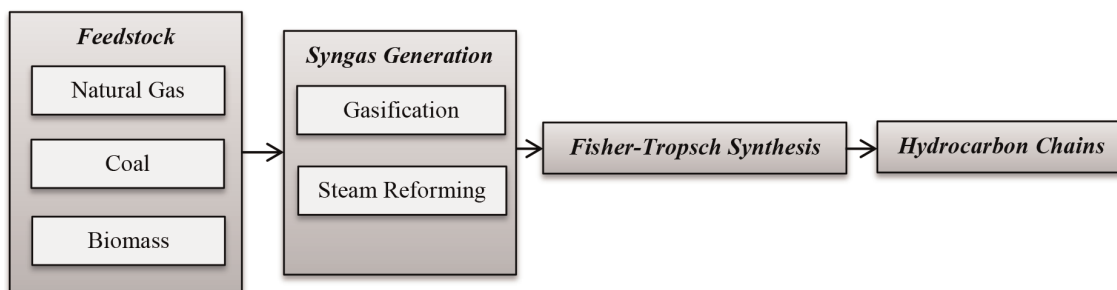 Feedstock
Natural Gas
Coal
Biomass
Syngas Generation
Gasification
Steam Reforming
Fisher-Tropsch Synthesis
Hydrocarbon Chains